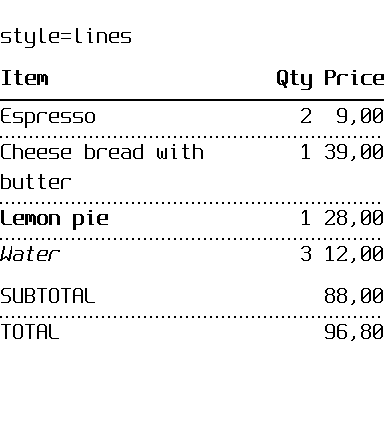 style=lines
Item Qty Price
Espresso 2 9,00
Cheese bread with 1 39,00
butter
Lemon pie 1 28,00
Water 3 12,00
SUBTOTAL 88,00
TOTAL 96,80